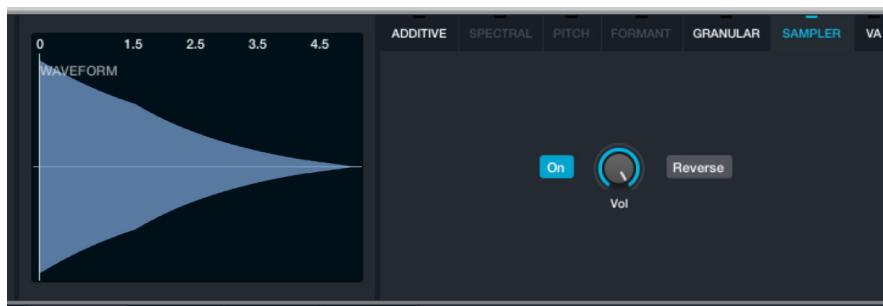 0 1.5 2.5 3.5 4.5
WAVEFORM
ADDITIVE SPECTRAL PITCH FORMANT GRANULAR SAMPLER VA
On Reverse
Vol